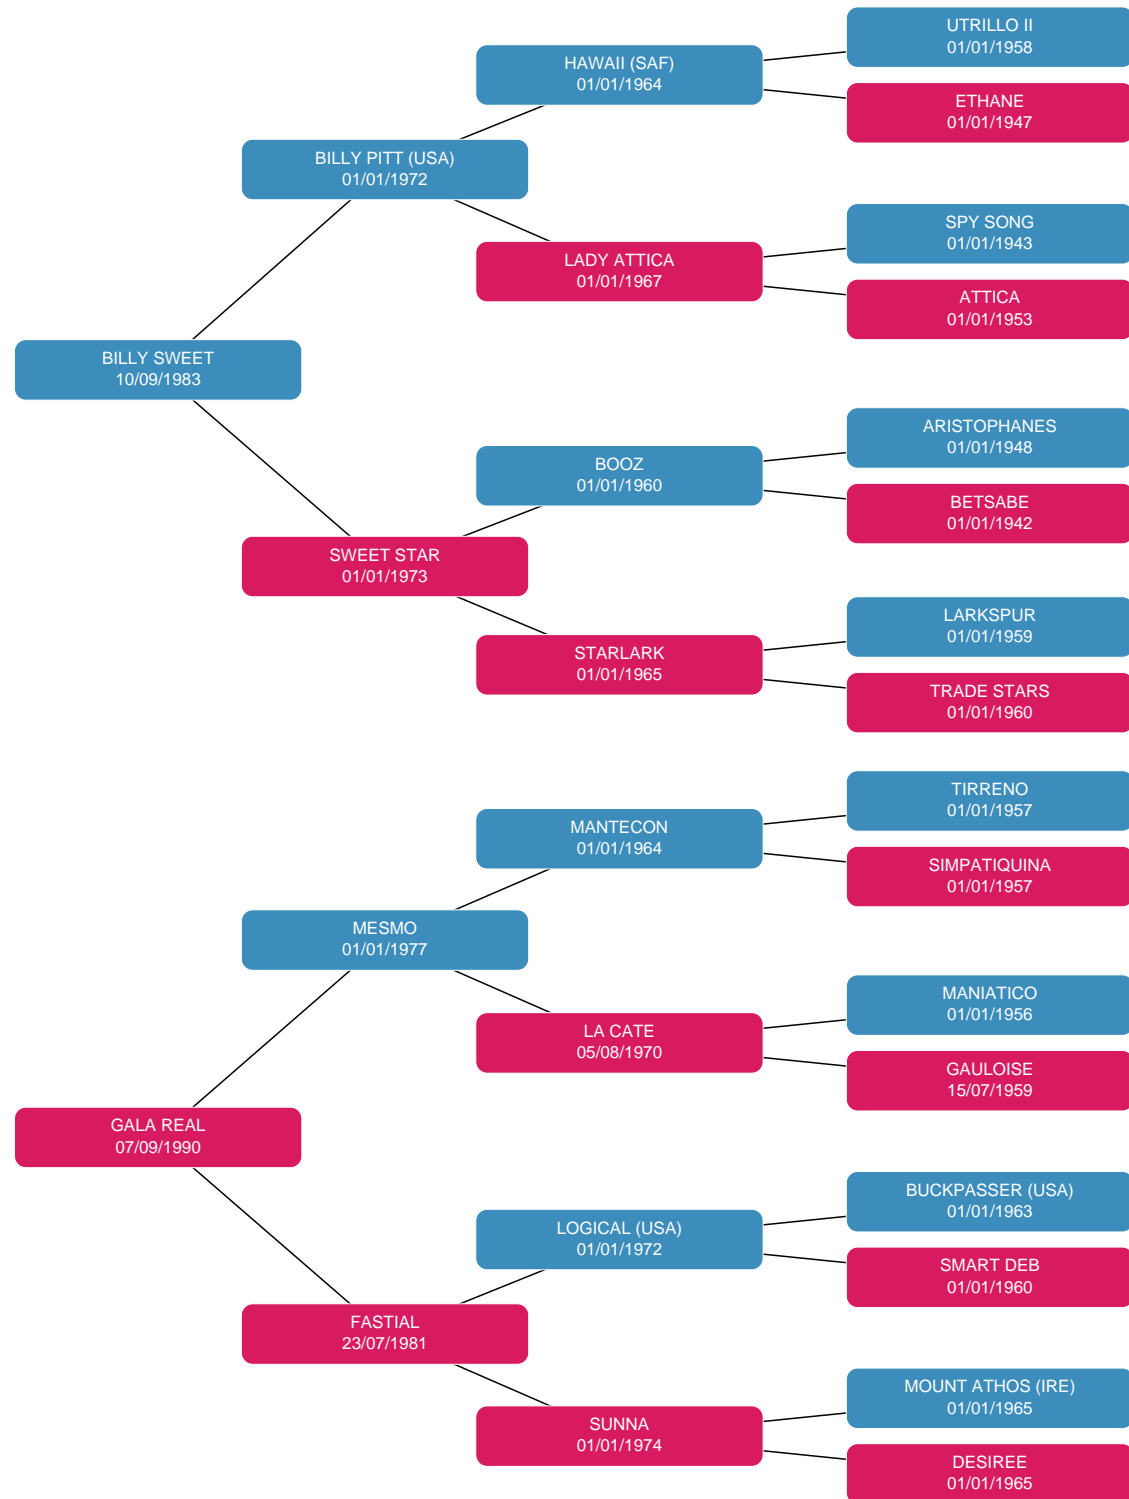 UTRILLO II
01/01/1958
HAWAII (SAF)
01/01/1964
ETHANE
01/01/1947
BILLY PITT (USA)
01/01/1972
SPY SONG
01/01/1943
LADY ATTICA
01/01/1967
ATTICA
01/01/1953
BILLY SWEET
10/09/1983
ARISTOPHANES
01/01/1948
BOOZ
01/01/1960
BETSABE
01/01/1942
SWEET STAR
01/01/1973
LARKSPUR
01/01/1959
STARLARK
01/01/1965
TRADE STARS
01/01/1960
TIRRENO
01/01/1957
MANTECON
01/01/1964
SIMPATIQUINA
01/01/1957
MESMO
01/01/1977
MANIATICO
01/01/1956
LA CATE
05/08/1970
GAULOISE
15/07/1959
GALA REAL
07/09/1990
BUCKPASSER (USA)
01/01/1963
LOGICAL (USA)
01/01/1972
SMART DEB
01/01/1960
FASTIAL
23/07/1981
MOUNT ATHOS (IRE)
01/01/1965
SUNNA
01/01/1974
DESIREE
01/01/1965